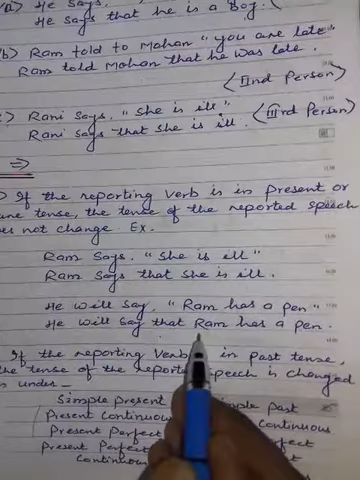 (a) He says,
He says that he is a Boy.
(b) Ram told to Mohan "you are late"
Ram told Mohan that he was late.
(IInd Person)
) Rani says, "She is ill" (IIIrd Person)
Rani says that she is ill.
⇒
) If the reporting verb is in present or
ture tense, the tense of the reported speech
oes not change. Ex.
Ram says. "She is ill"
Ram says that she is ill.
He will say, "Ram has a pen"
He will say that Ram has a pen.
If the reporting verb in past tense,
the tense of the reported speech is changed
as under-
Simple present simple past
Present Continuous Continuous
Present Perfect
Present Perfect
Continuous